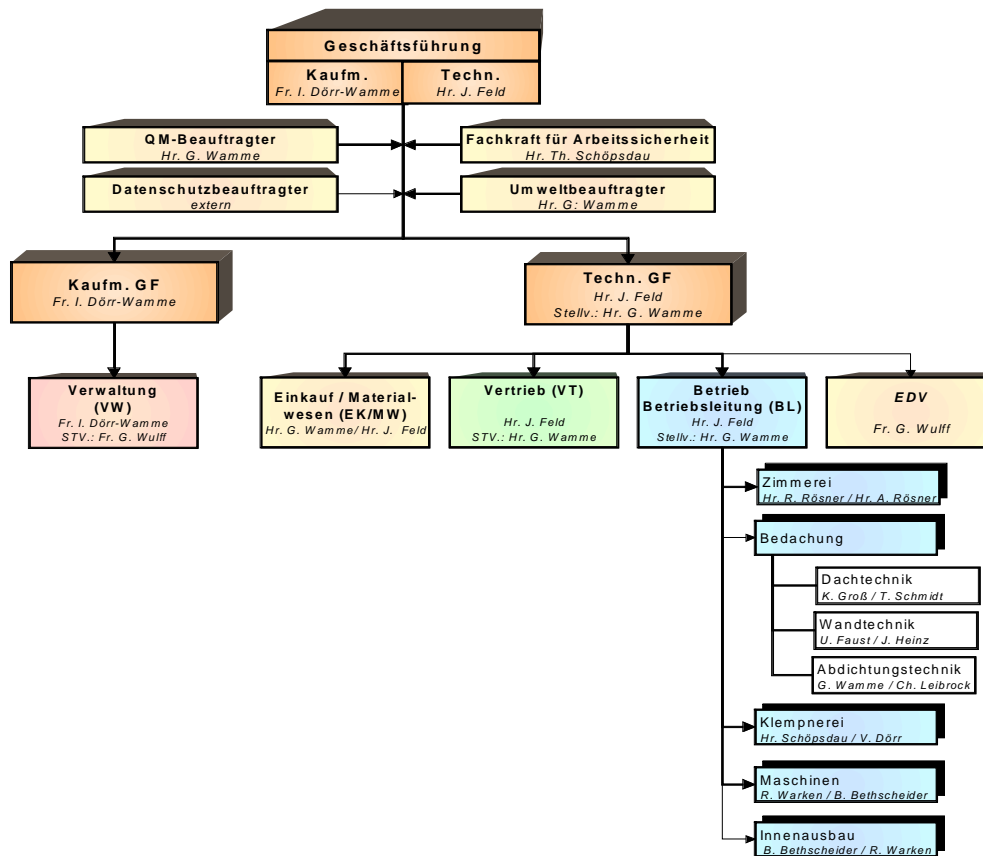 Geschäftsführung
Kaufm.
Fr. I. Dörr-Wamme
Techn.
Hr. J. Feld
QM-Beauftragter
Hr. G. Wamme
Fachkraft für Arbeitssicherheit
Hr. Th. Schöpsdau
Datenschutzbeauftragter
extern
Umweltbeauftragter
Hr. G: Wamme
Kaufm. GF
Fr. I. Dörr-Wamme
Techn. GF
Hr. J. Feld
Stellv.: Hr. G. Wamme
Verwaltung
(VW)
Fr. I. Dörr-Wamme
STV.: Fr. G. Wulff
Einkauf / Material-
wesen (EK/MW)
Hr. G. Wamme/ Hr. J. Feld
Vertrieb (VT)
Hr. J. Feld
STV.: Hr. G. Wamme
Betrieb
Betriebsleitung (BL)
Hr. J. Feld
Stellv.: Hr. G. Wamme
EDV
Fr. G. Wulff
Zimmerei
Hr. R. Rösner / Hr. A. Rösner
Bedachung
Dachtechnik
K. Groß / T. Schmidt
Wandtechnik
U. Faust / J. Heinz
Abdichtungstechnik
G. Wamme / Ch. Leibrock
Klempnerei
Hr. Schöpsdau / V. Dörr
Maschinen
R. Warken / B. Bethscheider
Innenausbau
B. Bethscheider / R. Warken